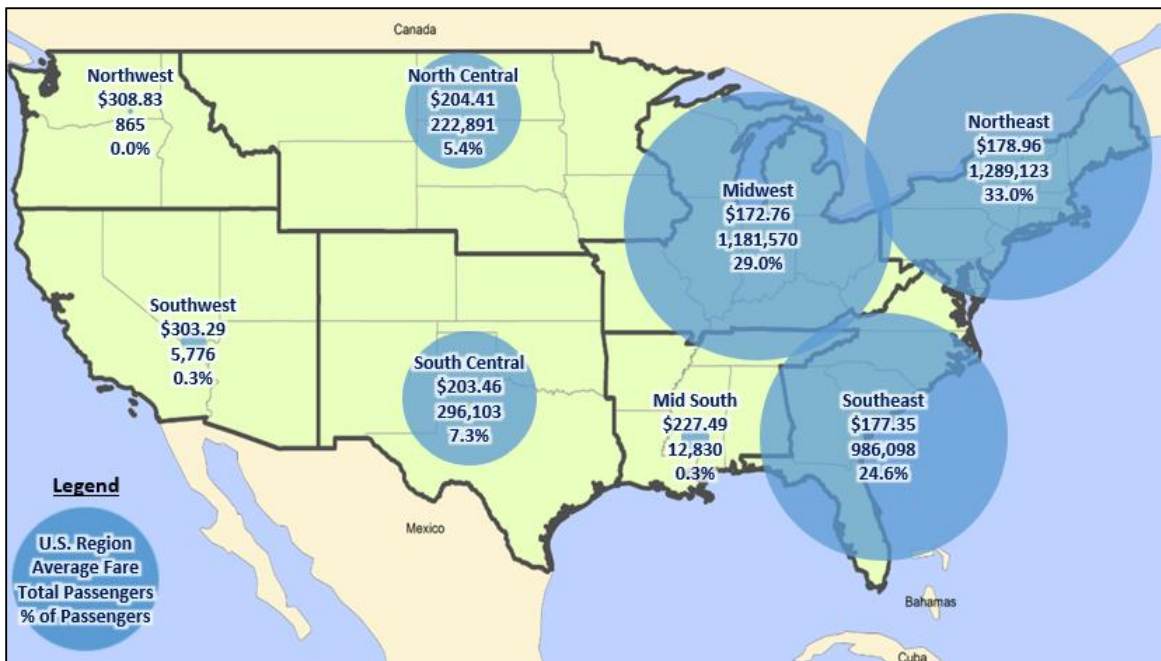 Canada
Northwest
$308.83
865
0.0%
North Central
$204.41
222,891
5.4%
Northeast
$178.96
1,289,123
33.0%
Midwest
$172.76
1,181,570
29.0%
Southwest
$303.29
5,776
0.3%
South Central
$203.46
296,103
7.3%
Mid South
$227.49
12,830
0.3%
Southeast
$177.35
986,098
24.6%
Legend
U.S. Region
Average Fare
Total Passengers
% of Passengers
Mexico
Bahamas
Cuba